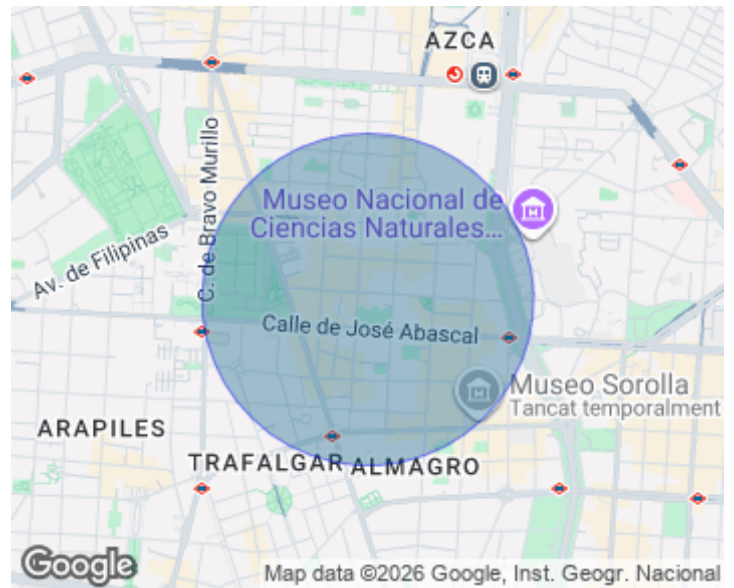 AZCA
C. de Bravo Murillo
Museo Nacional de
Ciencias Naturales...
Av. de Filipinas
Calle de José Abascal
Museo Sorolla
Tancat temporalment
ARAPILES
TRAFALGAR
ALMAGRO
Google
Map data ©2026 Google, Inst. Geogr. Nacional